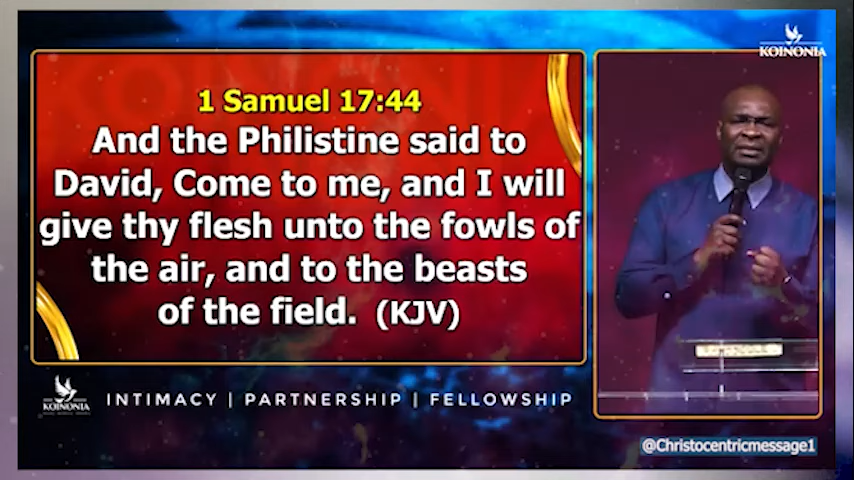 KOINONIA
1 Samuel 17:44
And the Philistine said to
David, Come to me, and I will
give thy flesh unto the fowls of
the air, and to the beasts
of the field. (KJV)
KOINONIA
INTIMACY | PARTNERSHIP | FELLOWSHIP
@Christocentricmessage1